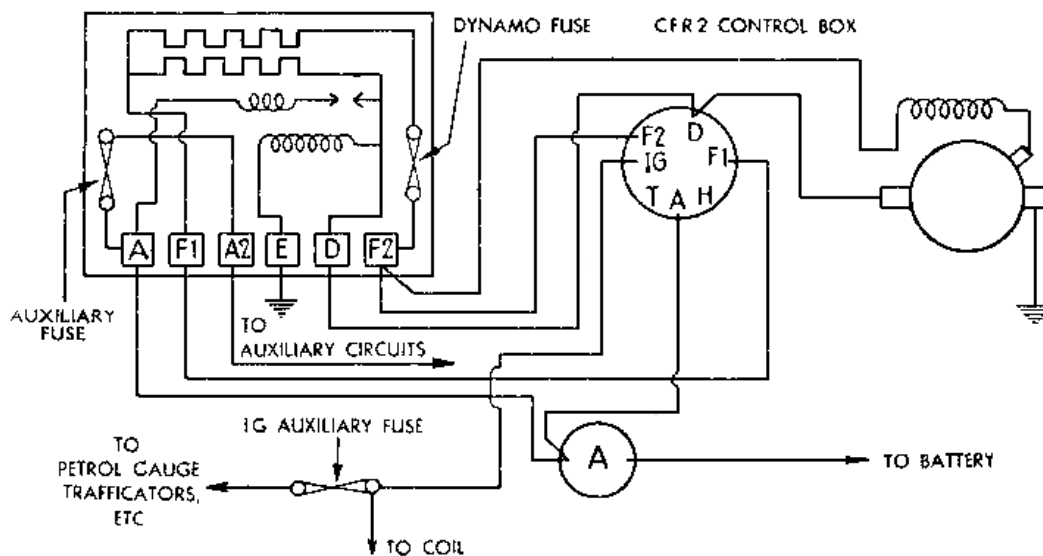 DYNAMO FUSE
CFR2 CONTROL BOX
F2
D
IG
F1
T
A
H
A
F1
A2
E
D
F2
AUXILIARY
FUSE
TO
AUXILIARY CIRCUITS
IG AUXILIARY FUSE
TO
PETROL GAUGE
TRAFFICATORS,
ETC
A
TO BATTERY
TO COIL